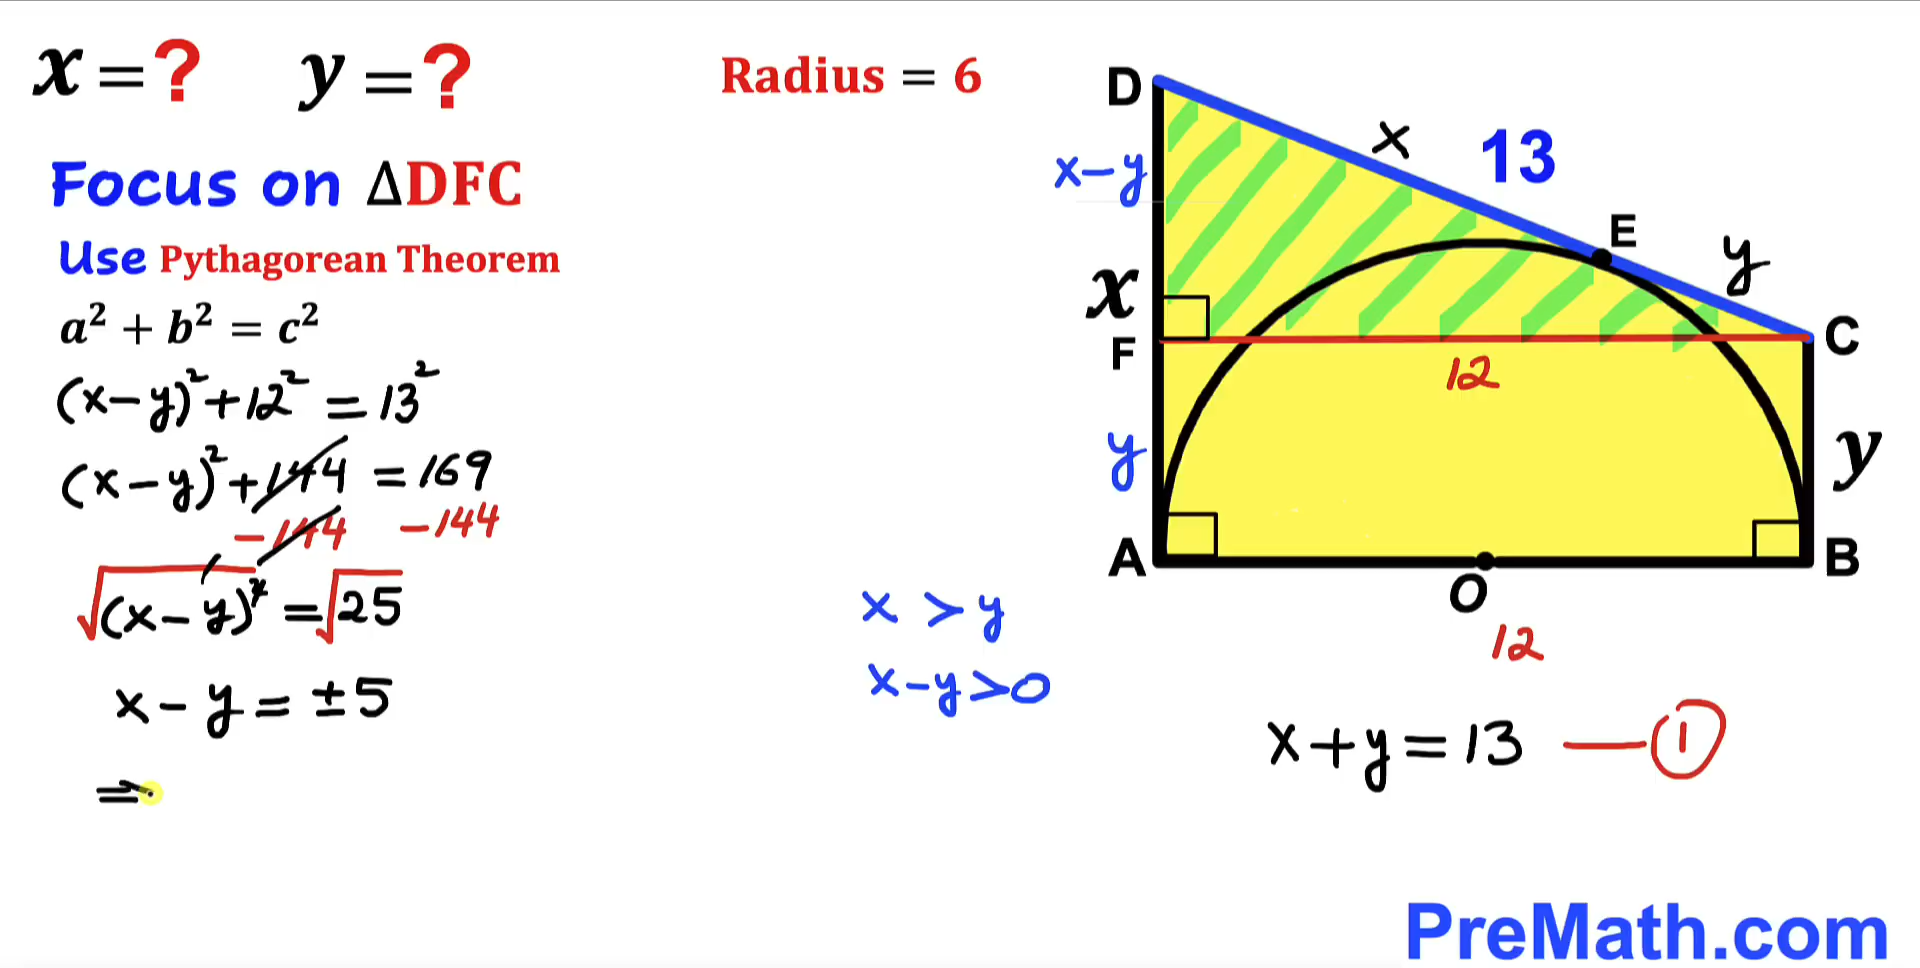 x = ? y = ?
Radius = 6
Focus on ΔDFC
Use Pythagorean Theorem
a² + b² = c²
(x-y)² + 12² = 13²
(x-y)² + 144 = 169
-144 -144
√(x-y)² = √25
x - y = ±5
⇒
x > y
x-y>0
D
x
13
x-y
E
y
x
F
C
12
y
y
A
B
O
12
x+y=13 —①
PreMath.com